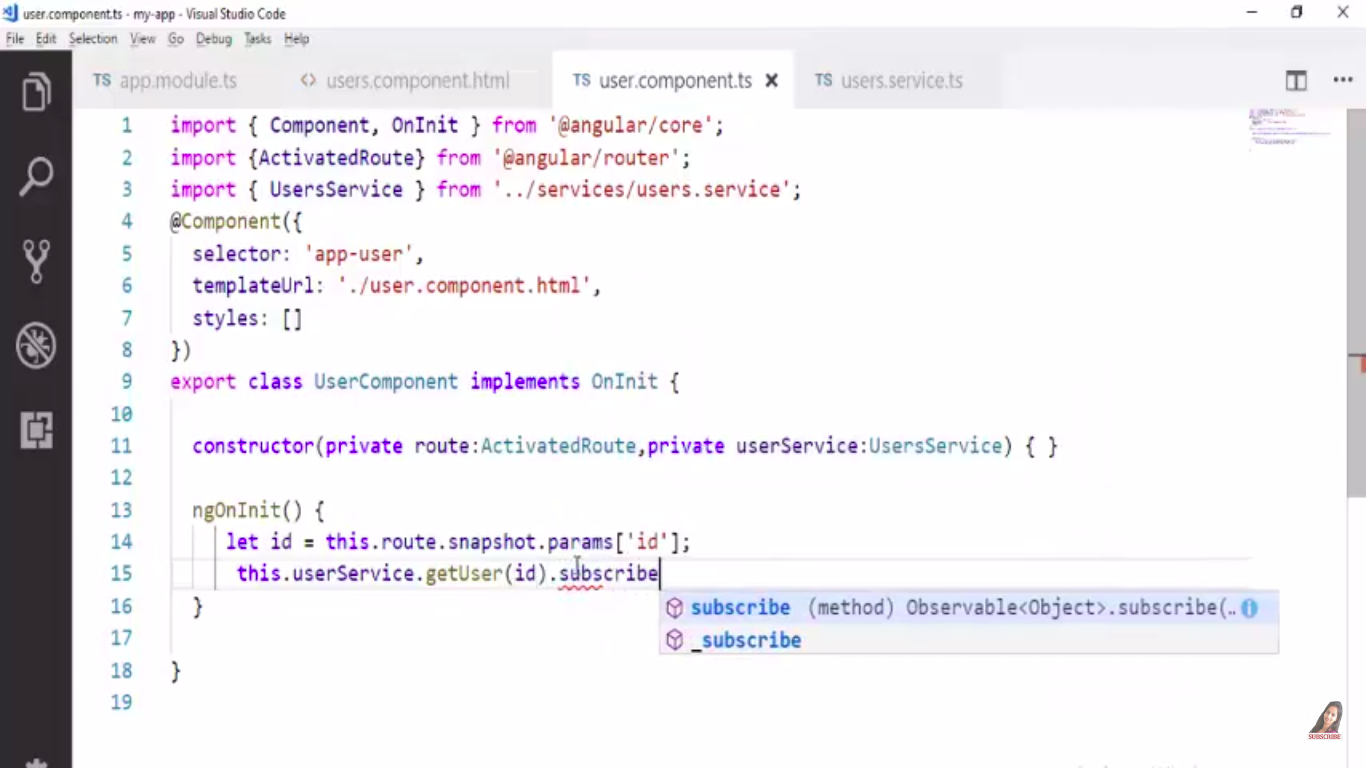 user.component.ts - my-app - Visual Studio Code
File Edit Selection View Go Debug Tasks Help
TS app.module.ts <> users.component.html TS user.component.ts TS users.service.ts
1 import { Component, OnInit } from '@angular/core';
2 import {ActivatedRoute} from '@angular/router';
3 import { UsersService } from '../services/users.service';
4 @Component({
5 selector: 'app-user',
6 templateUrl: './user.component.html',
7 styles: []
8 })
9 export class UserComponent implements OnInit {
10
11 constructor(private route:ActivatedRoute,private userService:UsersService) { }
12
13 ngOnInit() {
14 let id = this.route.snapshot.params['id'];
15 this.userService.getUser(id).subscribe
subscribe (method) Observable<Object>.subscribe(..
16 }
_subscribe
17
18 }
19
SUBSCRIBE